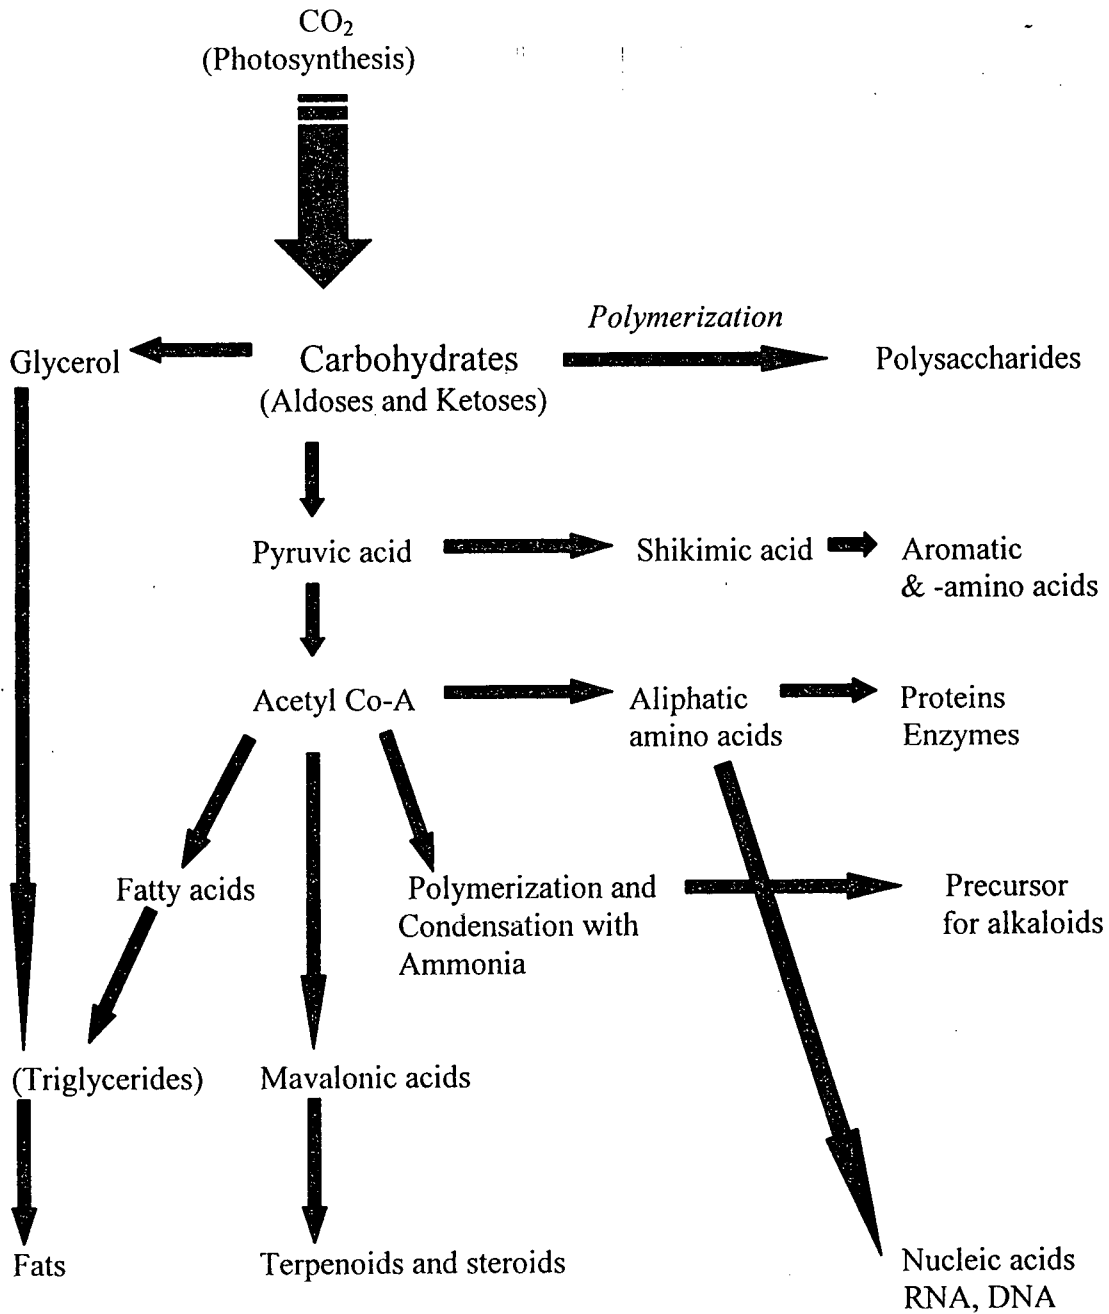 CO₂
(Photosynthesis)
Polymerization
Glycerol
Carbohydrates
Polysaccharides
(Aldoses and Ketoses)
Pyruvic acid
Shikimic acid
Aromatic
& -amino acids
Acetyl Co-A
Aliphatic
amino acids
Proteins
Enzymes
Fatty acids
Polymerization and
Condensation with
Ammonia
Precursor
for alkaloids
(Triglycerides)
Mavalonic acids
Fats
Terpenoids and steroids
Nucleic acids
RNA, DNA